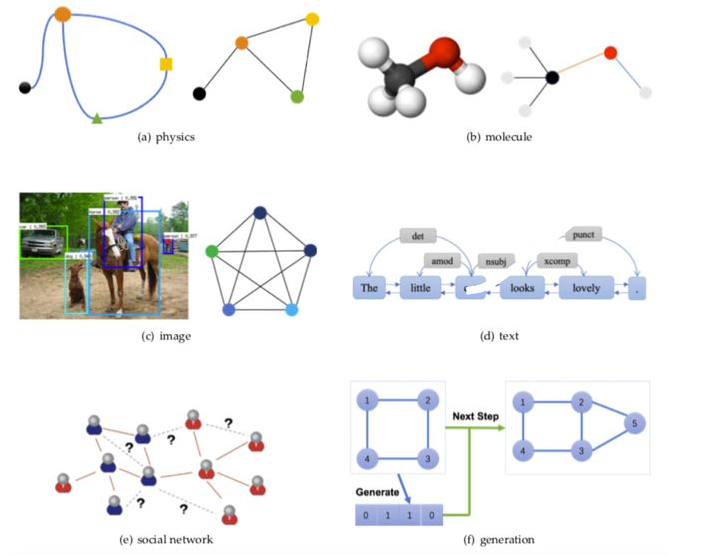 (a) physics
(b) molecule
det
punct
amod
nsubj
xcomp
The
little
looks
lovely
.
(c) image
(d) text
?
?
?
?
?
1
2
4
3
Next Step
1
2
5
4
3
Generate
0 1 1 0
(e) social network
(f) generation